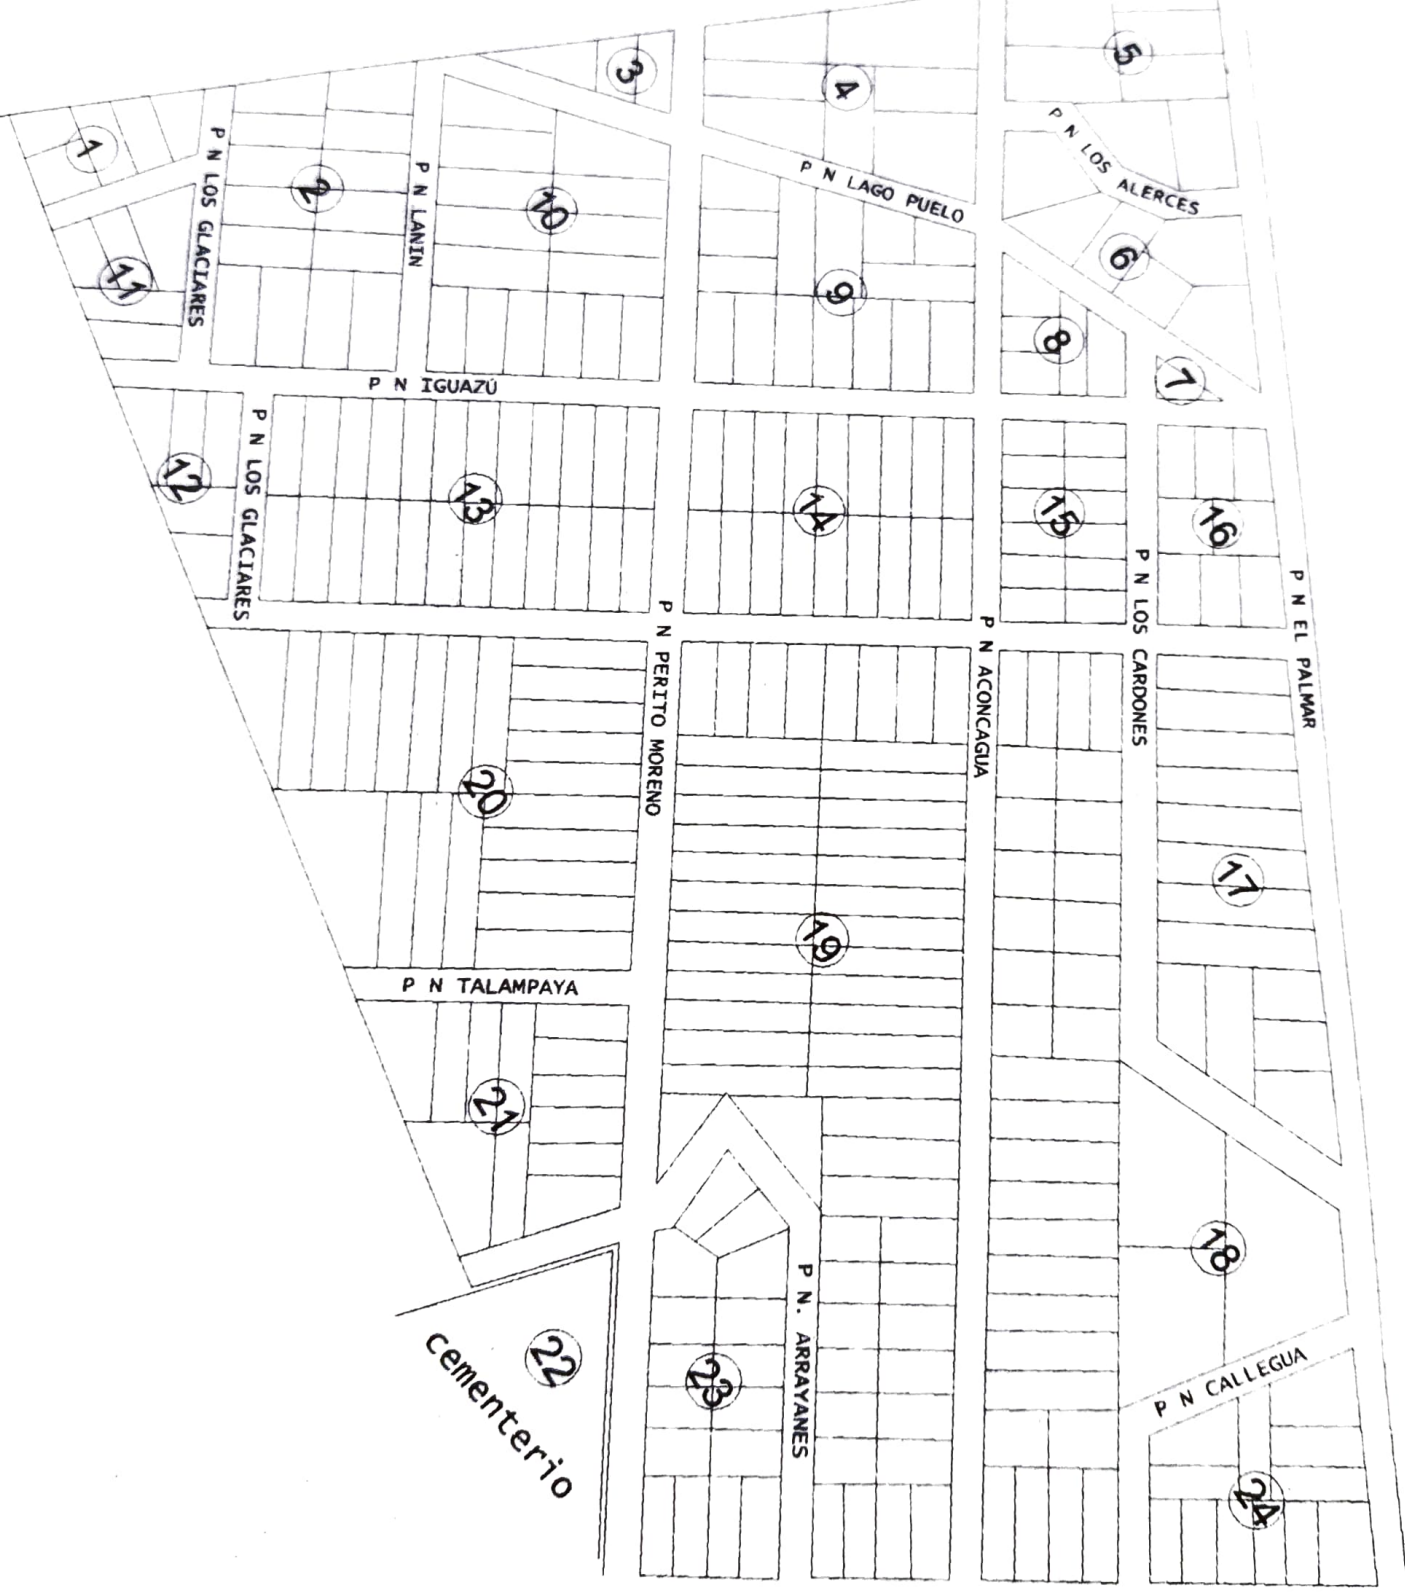 5
3
4
P N LOS ALERCES
1
P N LOS GLACIARES
2
P N LANIN
10
P N LAGO PUELO
6
11
9
8
7
P N IGUAZÚ
12
P N LOS GLACIARES
13
14
15
16
P N LOS CARDONES
P N EL PALMAR
P N PERITO MORENO
P N ACONCAGUA
20
17
19
P N TALAMPAYA
21
18
P N. ARRAYANES
22
cementerio
23
P N CALLEGUA
24